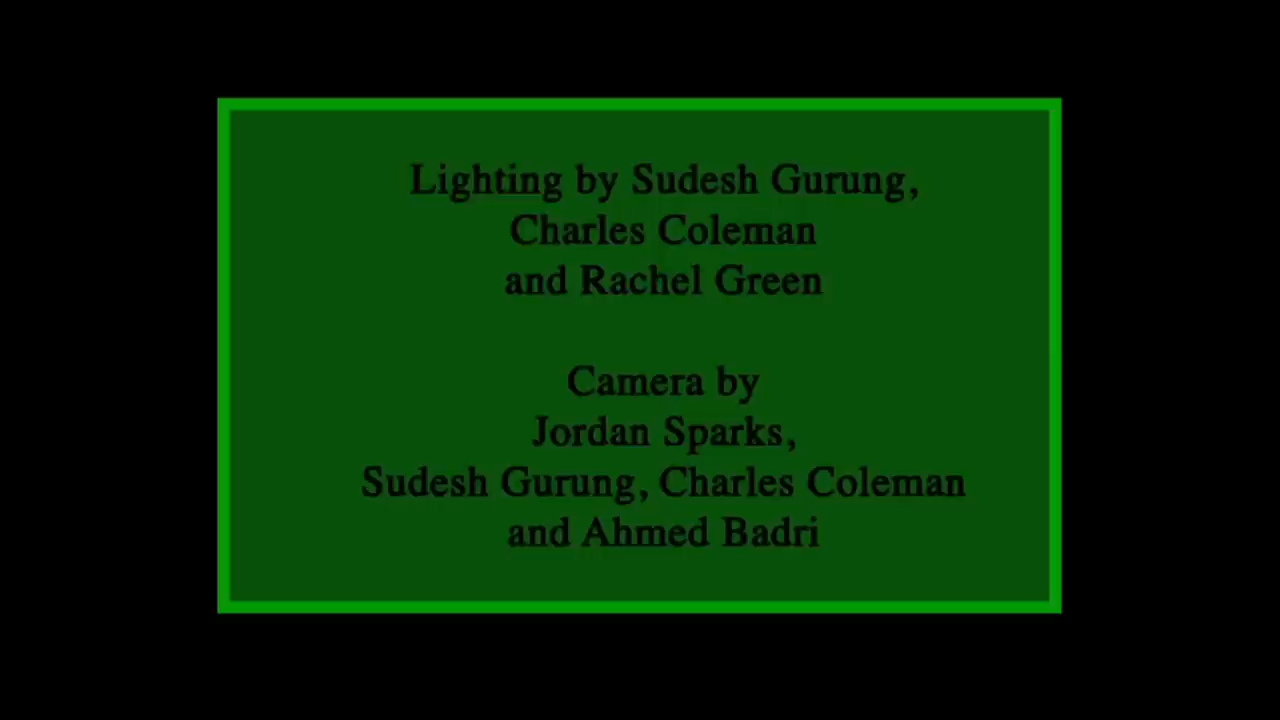 Lighting by Sudesh Gurung,
Charles Coleman
and Rachel Green
Camera by
Jordan Sparks,
Sudesh Gurung, Charles Coleman
and Ahmed Badri